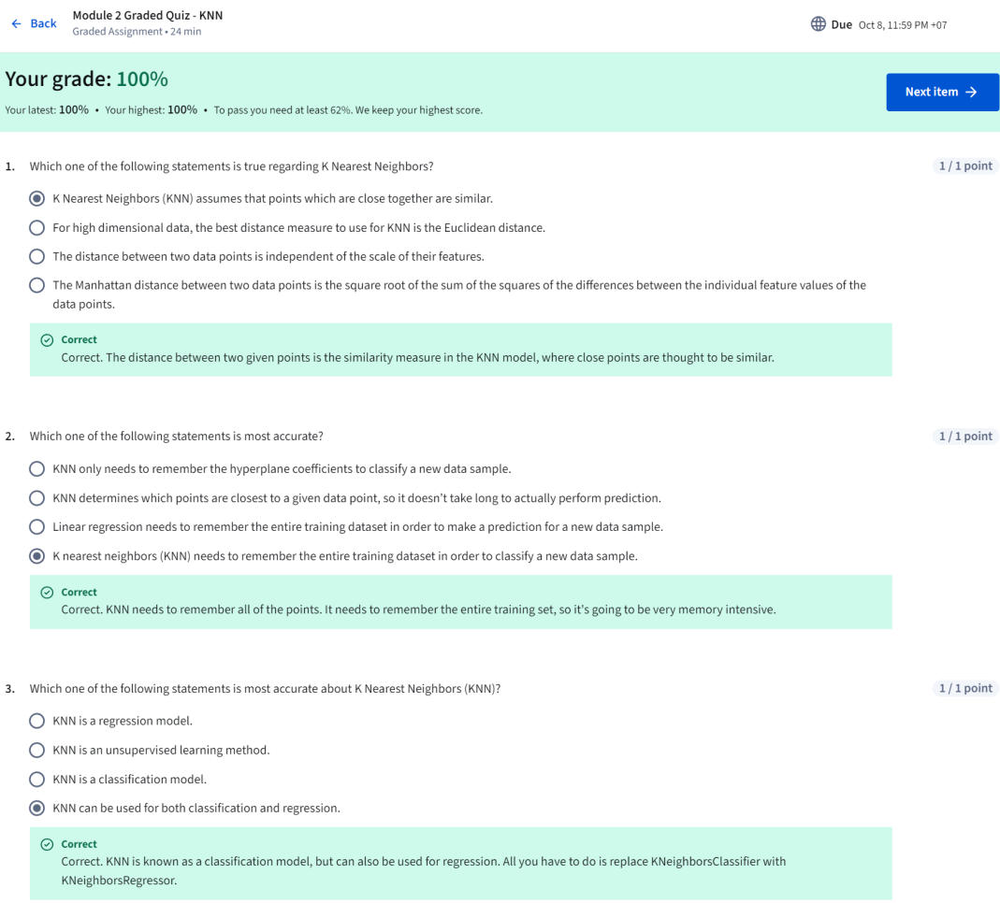 Back
Module 2 Graded Quiz - KNN
Graded Assignment • 24 min
Due Oct 8, 11:59 PM +07
Your grade: 100%
Your latest: 100% • Your highest: 100% • To pass you need at least 62%. We keep your highest score.
Next item
1. Which one of the following statements is true regarding K Nearest Neighbors?
1 / 1 point
K Nearest Neighbors (KNN) assumes that points which are close together are similar.
For high dimensional data, the best distance measure to use for KNN is the Euclidean distance.
The distance between two data points is independent of the scale of their features.
The Manhattan distance between two data points is the square root of the sum of the squares of the differences between the individual feature values of the
data points.
Correct
Correct. The distance between two given points is the similarity measure in the KNN model, where close points are thought to be similar.
2. Which one of the following statements is most accurate?
1 / 1 point
KNN only needs to remember the hyperplane coefficients to classify a new data sample.
KNN determines which points are closest to a given data point, so it doesn't take long to actually perform prediction.
Linear regression needs to remember the entire training dataset in order to make a prediction for a new data sample.
K nearest neighbors (KNN) needs to remember the entire training dataset in order to classify a new data sample.
Correct
Correct. KNN needs to remember all of the points. It needs to remember the entire training set, so it's going to be very memory intensive.
3. Which one of the following statements is most accurate about K Nearest Neighbors (KNN)?
1 / 1 point
KNN is a regression model.
KNN is an unsupervised learning method.
KNN is a classification model.
KNN can be used for both classification and regression.
Correct
Correct. KNN is known as a classification model, but can also be used for regression. All you have to do is replace KNeighborsClassifier with
KNeighborsRegressor.